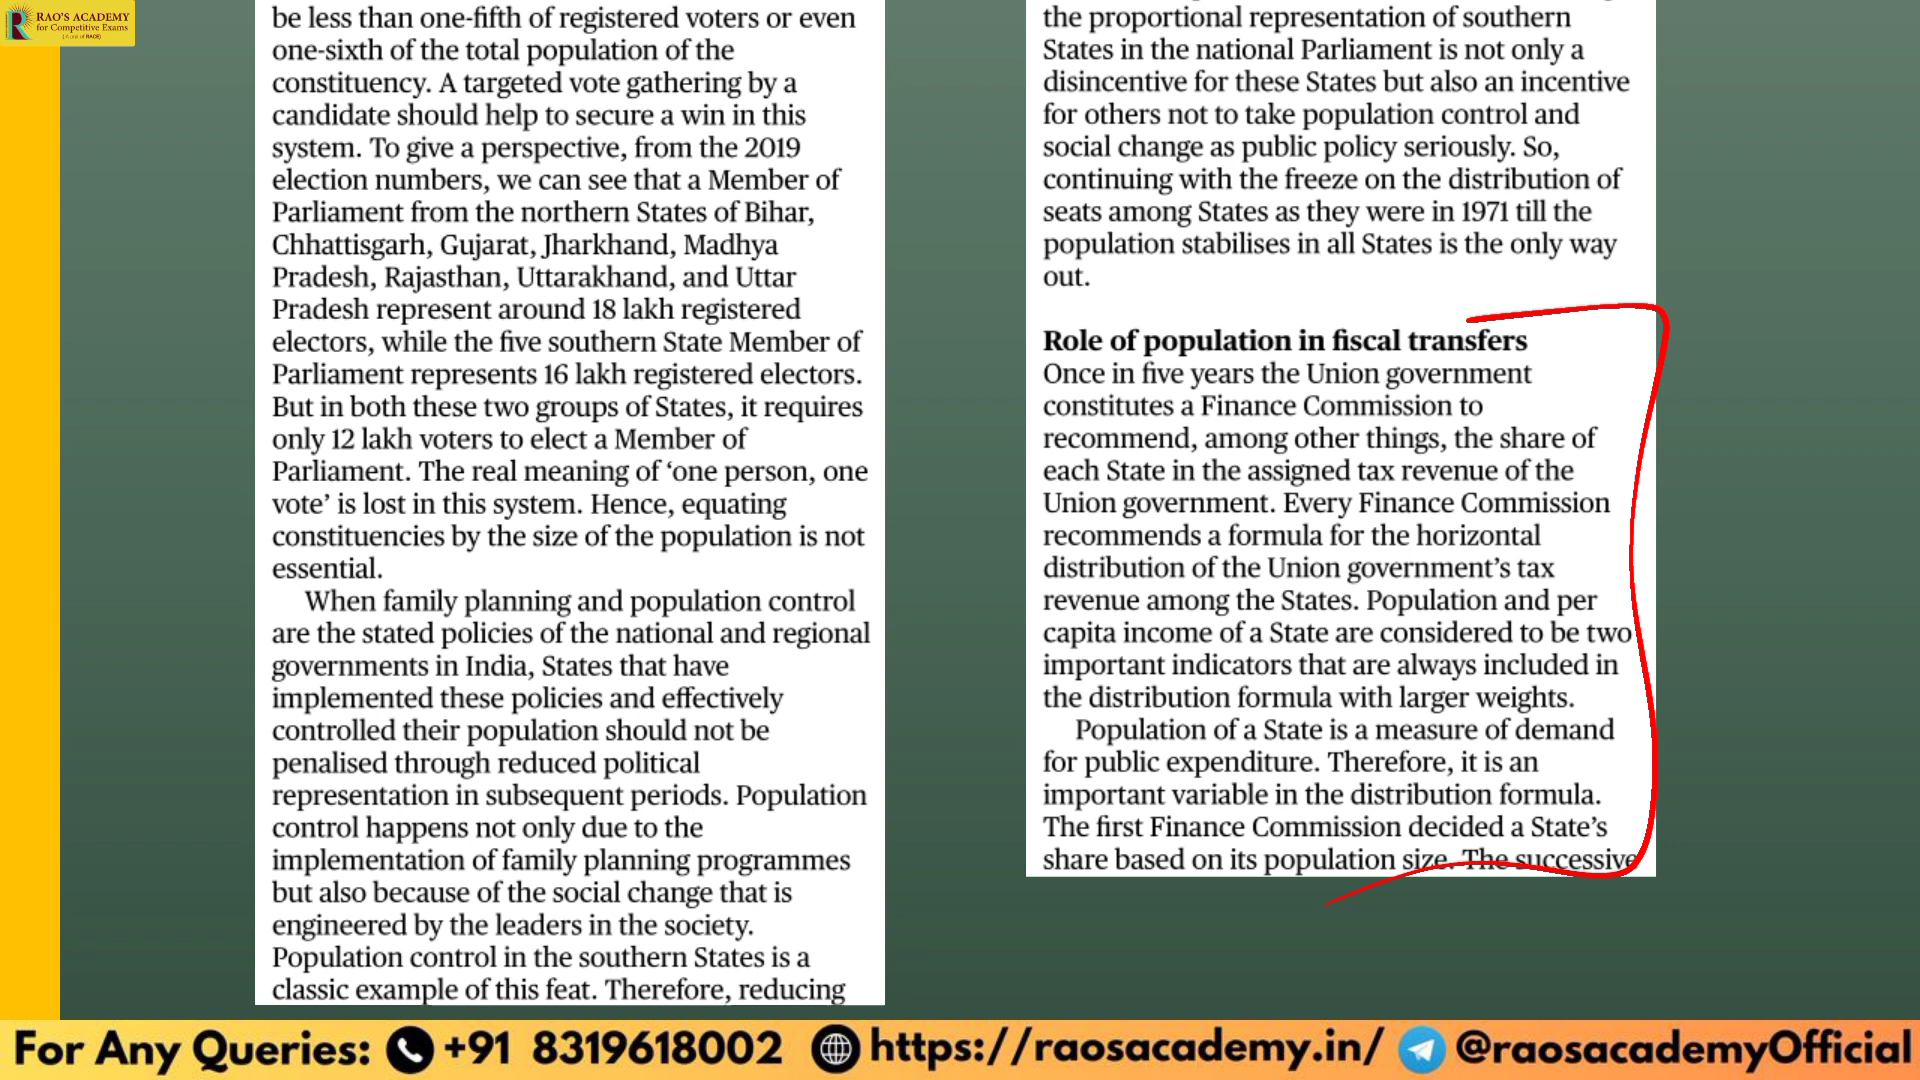 RAO'S ACADEMY
for Competitive Exams
(A unit of RACE)
be less than one-fifth of registered voters or even
one-sixth of the total population of the
constituency. A targeted vote gathering by a
candidate should help to secure a win in this
system. To give a perspective, from the 2019
election numbers, we can see that a Member of
Parliament from the northern States of Bihar,
Chhattisgarh, Gujarat, Jharkhand, Madhya
Pradesh, Rajasthan, Uttarakhand, and Uttar
Pradesh represent around 18 lakh registered
electors, while the five southern State Member of
Parliament represents 16 lakh registered electors.
But in both these two groups of States, it requires
only 12 lakh voters to elect a Member of
Parliament. The real meaning of ‘one person, one
vote’ is lost in this system. Hence, equating
constituencies by the size of the population is not
essential.
When family planning and population control
are the stated policies of the national and regional
governments in India, States that have
implemented these policies and effectively
controlled their population should not be
penalised through reduced political
representation in subsequent periods. Population
control happens not only due to the
implementation of family planning programmes
but also because of the social change that is
engineered by the leaders in the society.
Population control in the southern States is a
classic example of this feat. Therefore, reducing
the proportional representation of southern
States in the national Parliament is not only a
disincentive for these States but also an incentive
for others not to take population control and
social change as public policy seriously. So,
continuing with the freeze on the distribution of
seats among States as they were in 1971 till the
population stabilises in all States is the only way
out.
Role of population in fiscal transfers
Once in five years the Union government
constitutes a Finance Commission to
recommend, among other things, the share of
each State in the assigned tax revenue of the
Union government. Every Finance Commission
recommends a formula for the horizontal
distribution of the Union government’s tax
revenue among the States. Population and per
capita income of a State are considered to be two
important indicators that are always included in
the distribution formula with larger weights.
Population of a State is a measure of demand
for public expenditure. Therefore, it is an
important variable in the distribution formula.
The first Finance Commission decided a State’s
share based on its population size. The successive
For Any Queries: +91 8319618002 https://raosacademy.in/ @raosacademyOfficial